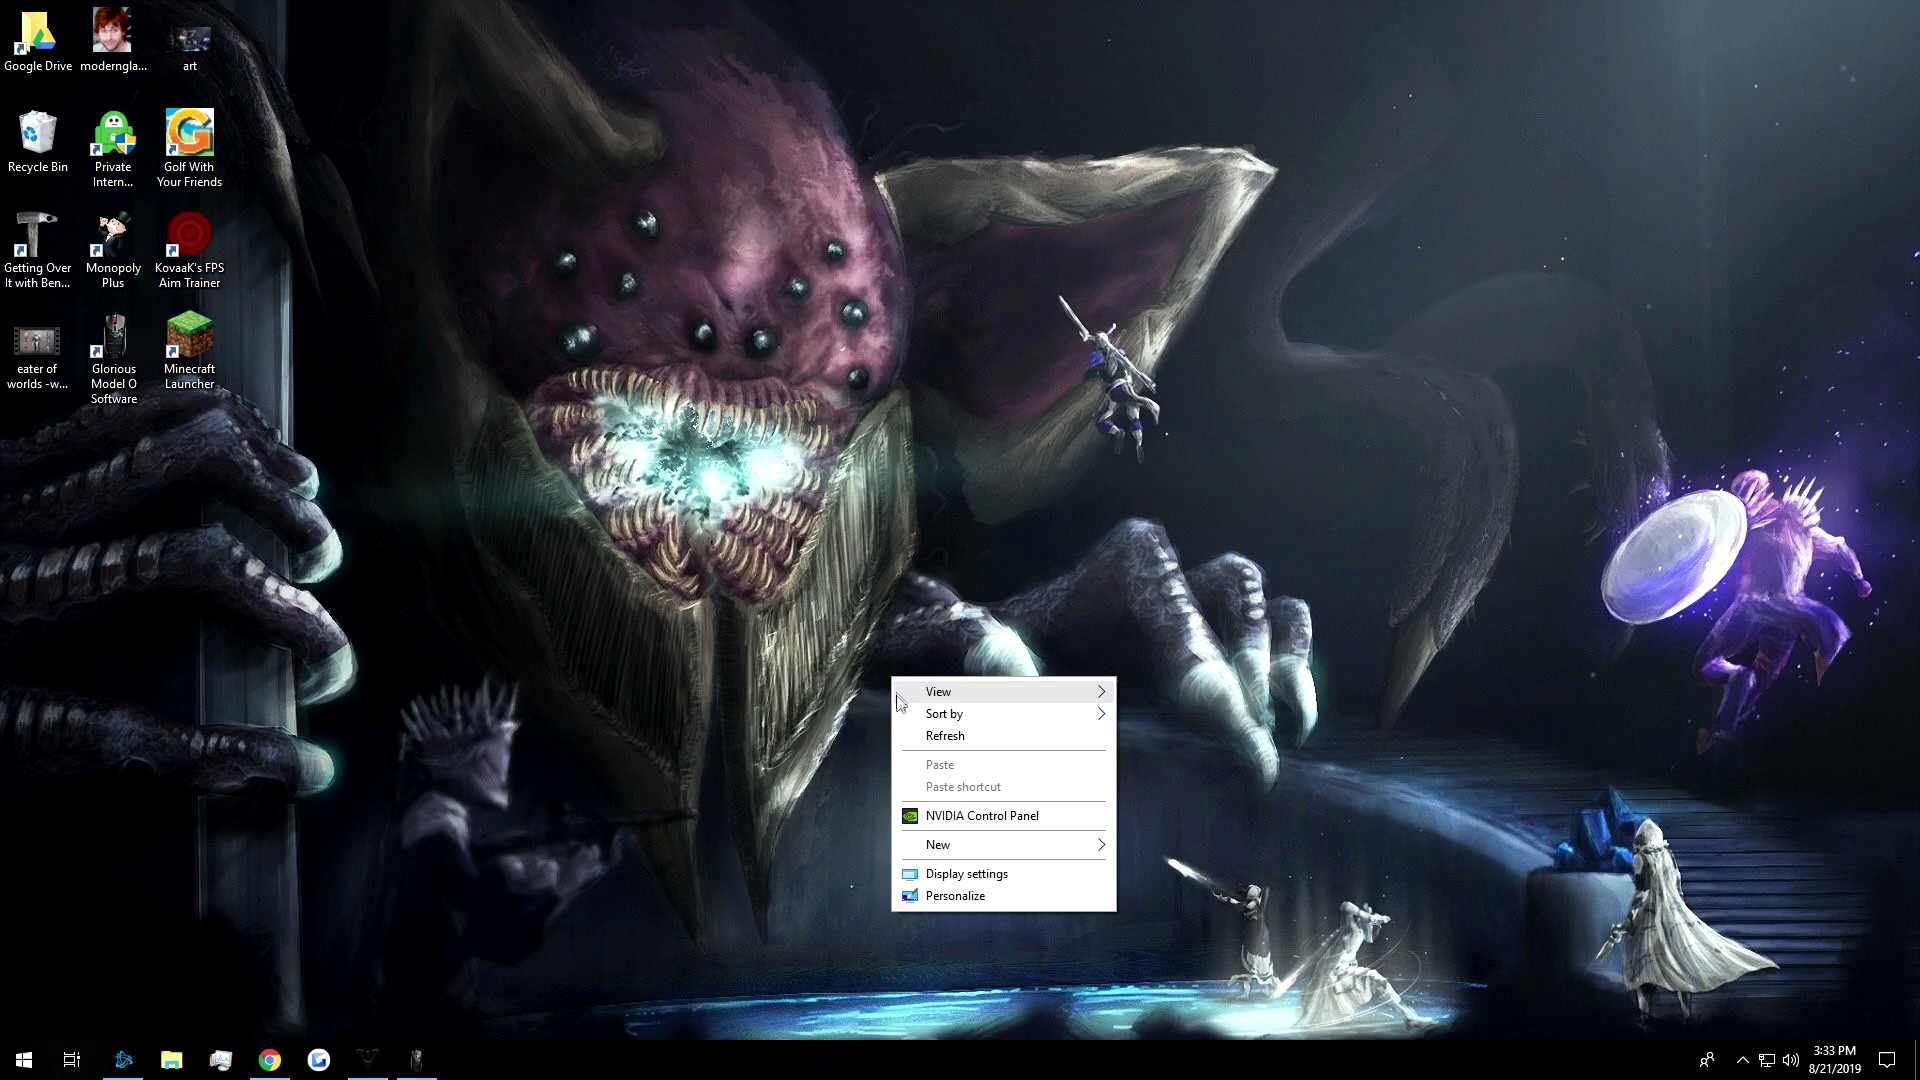 Google Drive
moderngla...
art
Recycle Bin
Private
Intern...
Golf With
Your Friends
Getting Over
It with Ben...
Monopoly
Plus
KovaaK's FPS
Aim Trainer
eater of
worlds -w...
Glorious
Model O
Software
Minecraft
Launcher
View
Sort by
Refresh
Paste
Paste shortcut
NVIDIA Control Panel
New
Display settings
Personalize
3:33 PM
8/21/2019